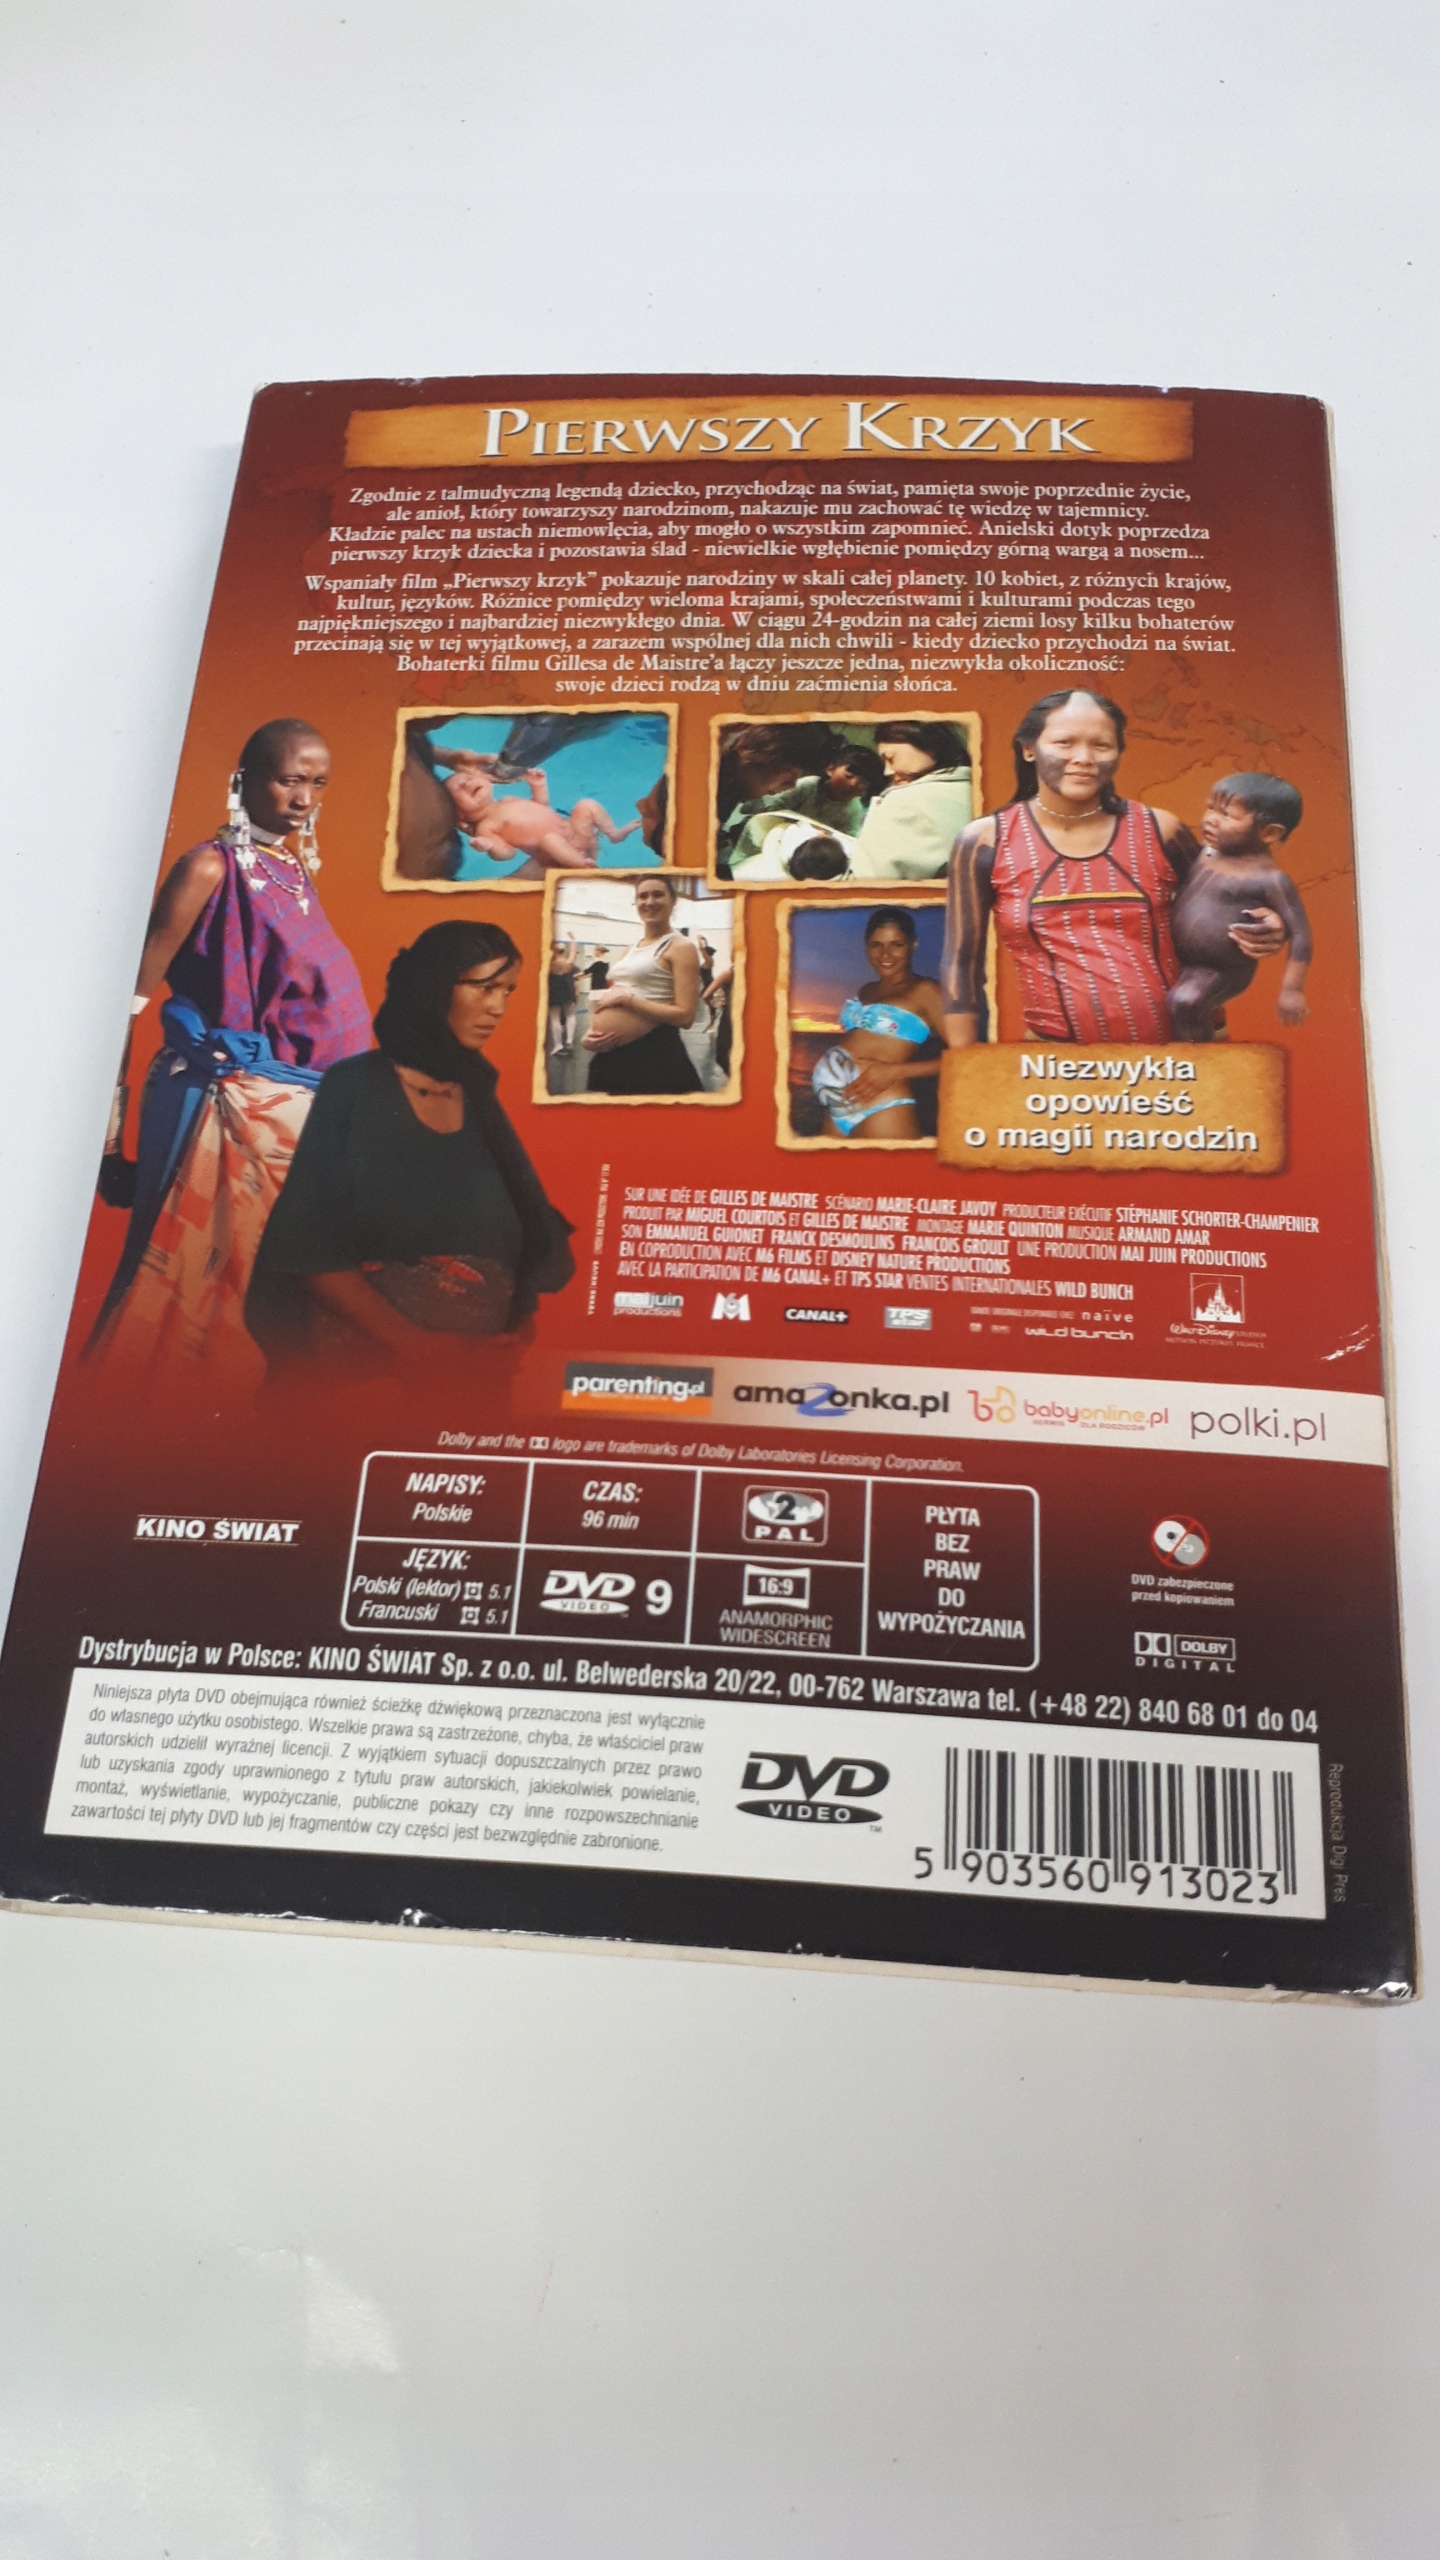 PIERWSZY KRZYK
Zgodnie z talmudyczną legendą dziecko, przychodząc na świat, pamięta swoje poprzednie życie,
ale anioł, który towarzyszy narodzinom, nakazuje mu zachować tę wiedzę w tajemnicy.
Kładzie palec na ustach niemowlęcia, aby mogło o wszystkim zapomnieć. Anielski dotyk poprzedza
pierwszy krzyk dziecka i pozostawia ślad - niewielkie wgłębienie pomiędzy górną wargą a nosem...
Wspaniały film „Pierwszy krzyk” pokazuje narodziny w skali całej planety. 10 kobiet, z różnych krajów,
kultur, języków. Różnice pomiędzy wieloma krajami, społeczeństwami i kulturami podczas tego
najpiękniejszego i najbardziej niezwykłego dnia. W ciągu 24-godzin na całej ziemi losy kilku bohaterów
przecinają się w tej wyjątkowej, a zarazem wspólnej dla nich chwili - kiedy dziecko przychodzi na świat.
Bohaterki filmu Gillesa de Maistre'a łączy jeszcze jedna, niezwykła okoliczność:
swoje dzieci rodzą w dniu zaćmienia słońca.
Niezwykła
opowieść
o magii narodzin
SUR UNE IDÉE DE GILLES DE MAISTRE SCÉNARIO MARIE-CLAIRE JAVOY PRODUCTEUR EXÉCUTIF STÉPHANIE SCHORTER-CHAMPENIER
PRODUIT PAR MIGUEL COURTOIS ET GILLES DE MAISTRE MONTAGE MARIE QUINTON MUSIQUE ARMAND AMAR
SON EMMANUEL GUIONET FRANCK DESMOULINS FRANÇOIS GROULT UNE PRODUCTION MAI JUIN PRODUCTIONS
EN COPRODUCTION AVEC M6 FILMS ET DISNEY NATURE PRODUCTIONS
AVEC LA PARTICIPATION DE M6 CANAL+ ET TPS STAR VENTES INTERNATIONALES WILD BUNCH
mai juin productions M6 CANAL+ TPS star naïve wild bunch Walt Disney
parenting.pl amazonka.pl babyonline.pl SERWIS DLA RODZICÓW polki.pl
Dolby and the DD logo are trademarks of Dolby Laboratories Licensing Corporation.
KINO ŚWIAT
NAPISY:
Polskie
CZAS:
96 min
2
PAL
PŁYTA
BEZ
PRAW
DO
WYPOŻYCZANIA
JĘZYK:
Polski (lektor) 5.1
Francuski 5.1
DVD VIDEO 9
16:9
ANAMORPHIC
WIDESCREEN
DVD zabezpieczone
przed kopiowaniem
DOLBY
DIGITAL
Dystrybucja w Polsce: KINO ŚWIAT Sp. z o.o. ul. Belwederska 20/22, 00-762 Warszawa tel. (+48 22) 840 68 01 do 04
Niniejsza płyta DVD obejmująca również ścieżkę dźwiękową przeznaczona jest wyłącznie
do własnego użytku osobistego. Wszelkie prawa są zastrzeżone, chyba, że właściciel praw
autorskich udzielił wyraźnej licencji. Z wyjątkiem sytuacji dopuszczalnych przez prawo
lub uzyskania zgody uprawnionego z tytułu praw autorskich, jakiekolwiek powielanie,
montaż, wyświetlanie, wypożyczanie, publiczne pokazy czy inne rozpowszechnianie
zawartości tej płyty DVD lub jej fragmentów czy części jest bezwzględnie zabronione.
DVD
VIDEO
TM
5 903560 913023
Reprodukcja Digi Pres